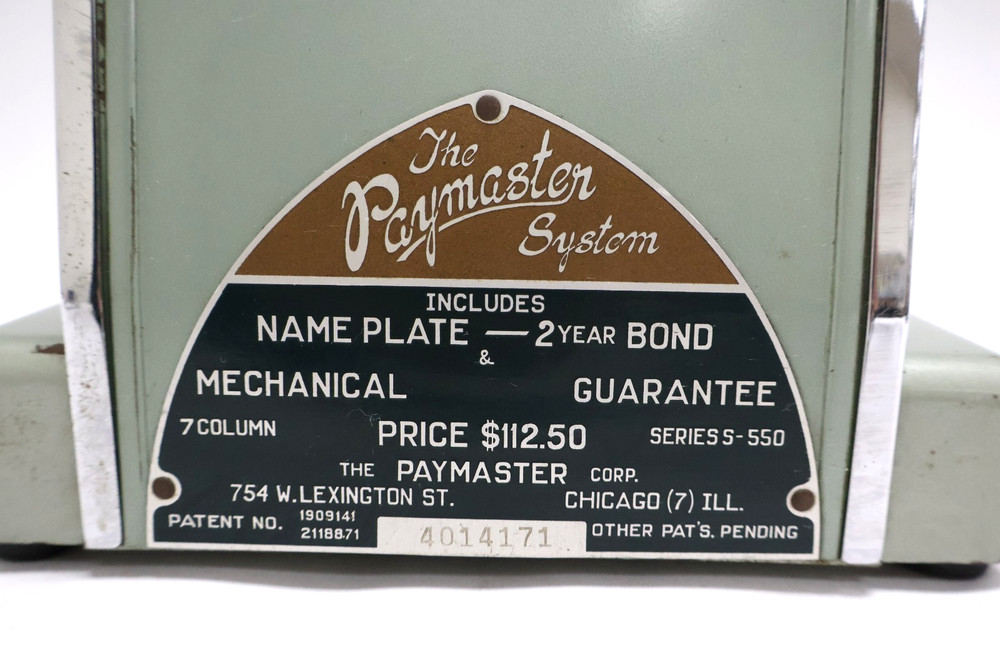 The
Paymaster
System
INCLUDES
NAME PLATE — 2 YEAR BOND
&
MECHANICAL GUARANTEE
7 COLUMN PRICE $112.50 SERIES S-550
THE PAYMASTER CORP.
754 W. LEXINGTON ST. CHICAGO (7) ILL.
PATENT NO. 1909141
2118871 4014171 OTHER PAT'S. PENDING